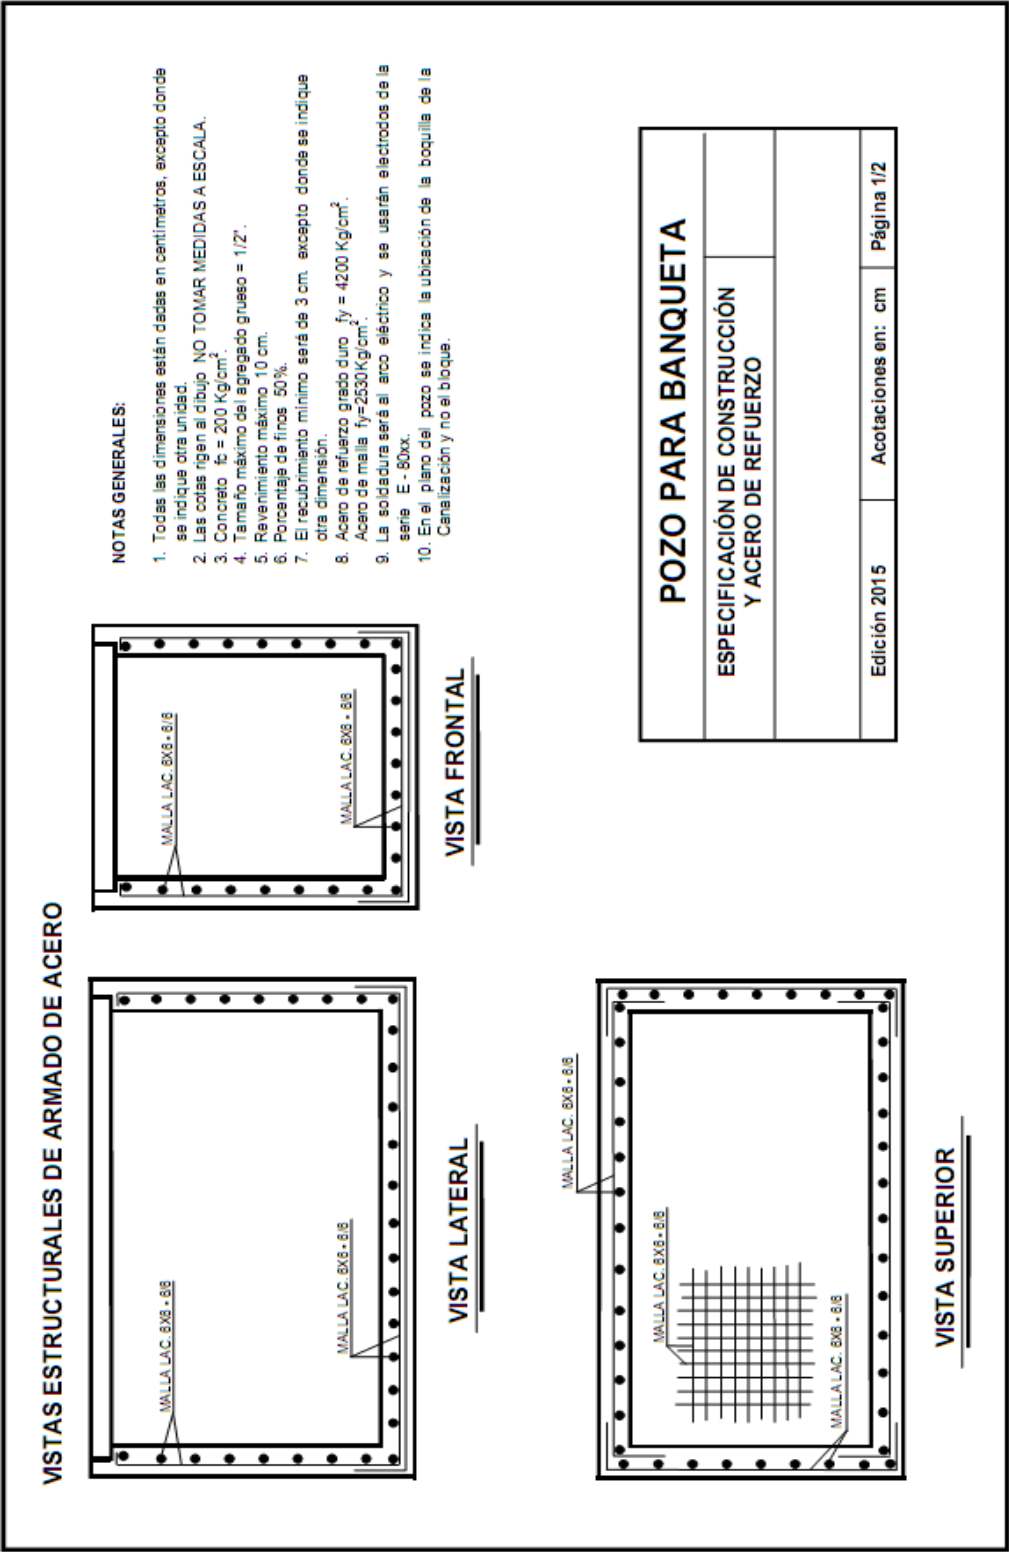 VISTAS ESTRUCTURALES DE ARMADO DE ACERO
MALLA LAC. 6X6 - 6/6
MALLA LAC. 6X6 - 6/6
VISTA LATERAL
MALLA LAC. 6X6 - 6/6
MALLA LAC. 6X6 - 6/6
VISTA FRONTAL
NOTAS GENERALES:
1. Todas las dimensiones están dadas en centímetros, excepto donde
se indique otra unidad.
2. Las cotas rigen al dibujo NO TOMAR MEDIDAS A ESCALA.
3. Concreto fc = 200 Kg/cm².
4. Tamaño máximo del agregado grueso = 1/2".
5. Revenimiento máximo 10 cm.
6. Porcentaje de finos 50%.
7. El recubrimiento mínimo será de 3 cm. excepto donde se indique
otra dimensión.
8. Acero de refuerzo grado duro fy = 4200 Kg/cm².
Acero de malla fy=2530Kg/cm².
9. La soldadura será al arco eléctrico y se usarán electrodos de la
serie E - 80xx.
10. En el plano del pozo se indica la ubicación de la boquilla de la
Canalización y no el bloque.
MALLA LAC. 6X6 - 6/6
MALLA LAC. 6X6 - 6/6
MALLA LAC. 6X6 - 6/6
VISTA SUPERIOR
POZO PARA BANQUETA
ESPECIFICACIÓN DE CONSTRUCCIÓN
Y ACERO DE REFUERZO
Edición 2015
Acotaciones en: cm
Página 1/2